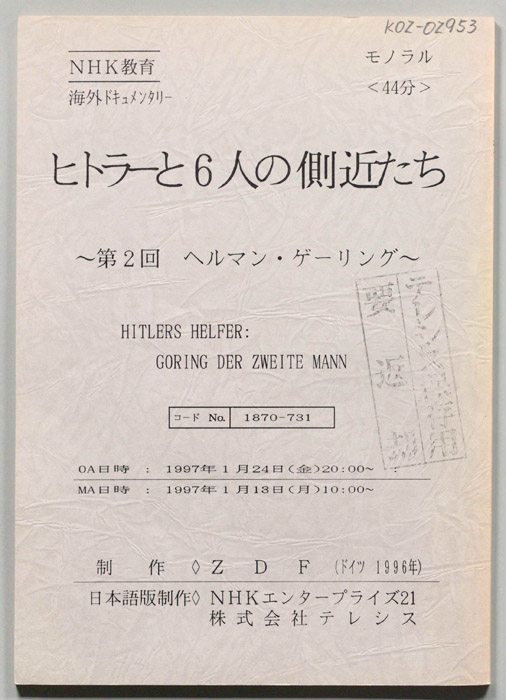 KOZ-OZ953
NHK教育
モノラル
海外ドキュメンタリー
<44分>
ヒトラーと6人の側近たち
～第2回 ヘルマン・ゲーリング～
HITLERS HELFER:
GORING DER ZWEITE MANN
コード No. 1870-731
OA日時 : 1997年1月24日(金)20:00～ :
MA日時 : 1997年1月13日(月)10:00～
制 作◇Z D F (ドイツ 1996年)
日本語版制作◇ NHKエンタープライズ21
株式会社テレシス